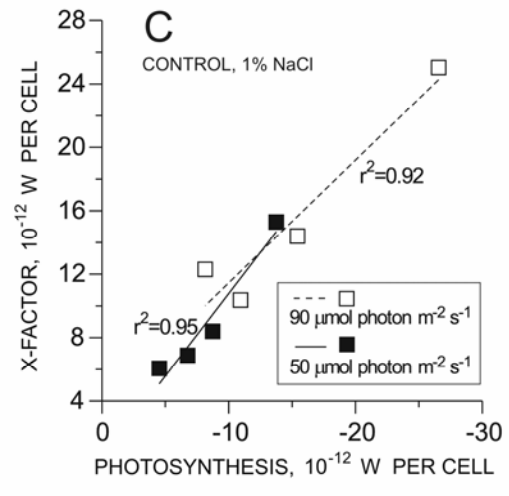 C
CONTROL, 1% NaCl
28
24
20
16
12
8
4
X-FACTOR, 10⁻¹² W PER CELL
r²=0.92
r²=0.95
90 μmol photon m⁻² s⁻¹
50 μmol photon m⁻² s⁻¹
0 -10 -20 -30
PHOTOSYNTHESIS, 10⁻¹² W PER CELL